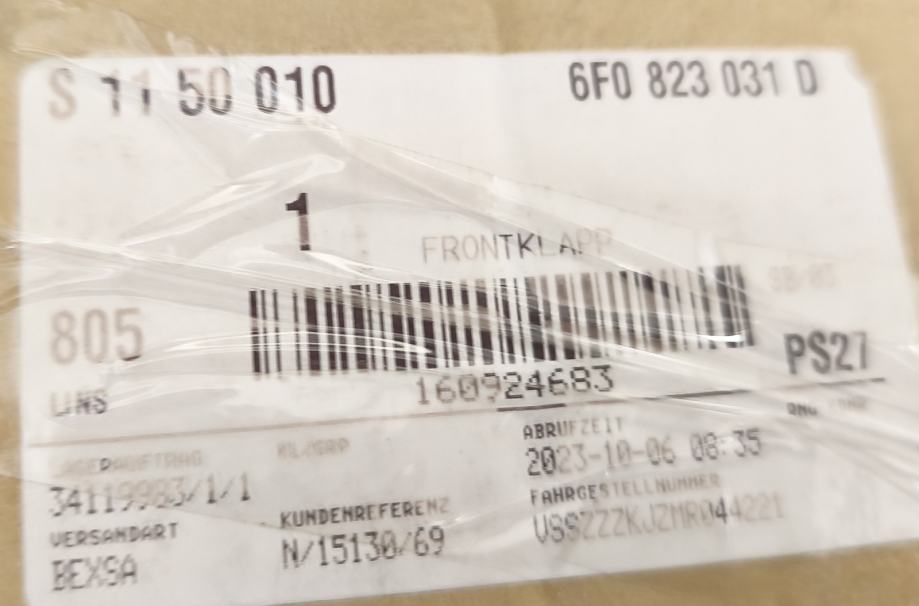 S 11 50 010 6F0 823 031 D
1
FRONTKLAPP
805 PS27
160924683
ABRUFZEIT
2023-10-06 08:35
34119983/1/1
FAHRGESTELLNUMMER
VERSANDART KUNDENREFERENZ
VSSZZZKJZMR044221
BEXSA N/15130/69